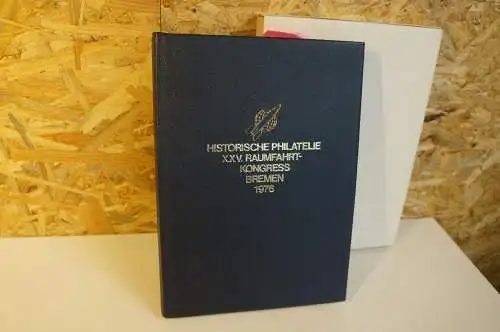 HISTORISCHE PHILATELIE
XXV. RAUMFAHRT-
KONGRESS
BREMEN
1976